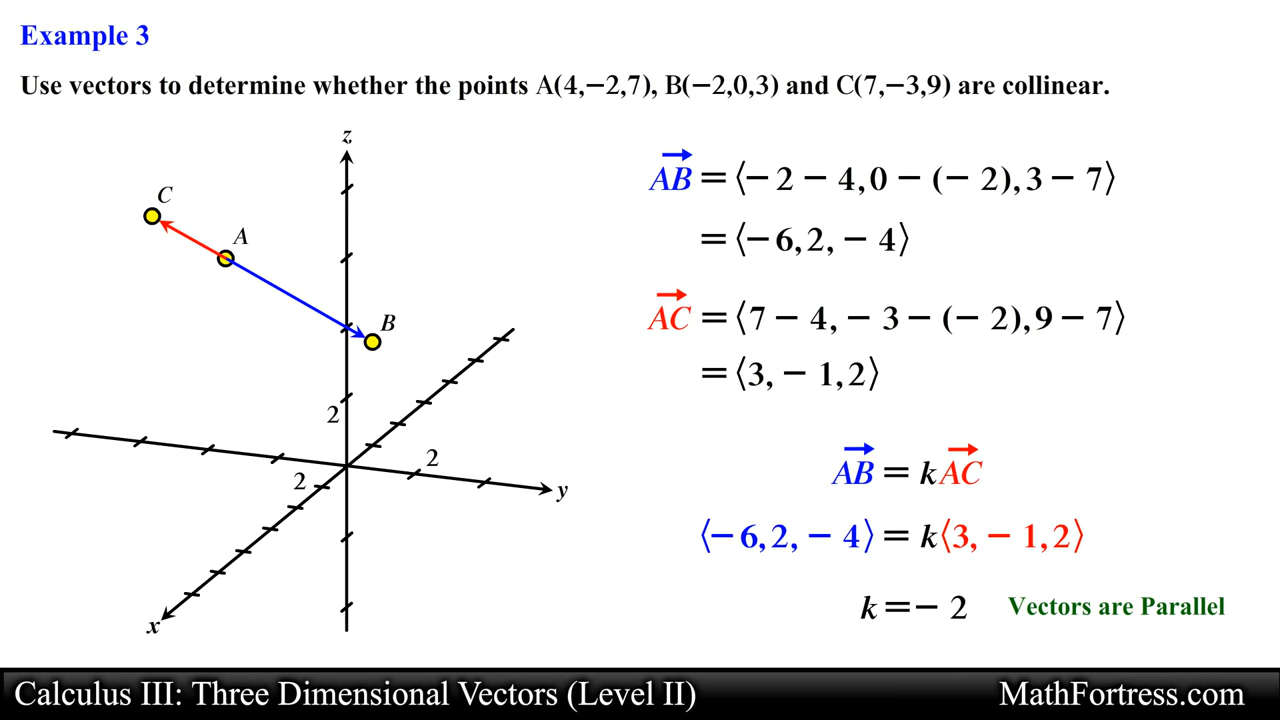 Example 3
Use vectors to determine whether the points A(4,−2,7), B(−2,0,3) and C(7,−3,9) are collinear.
z
C
A
B
2
2
2
y
x
AB = ⟨−2 − 4, 0 − (−2), 3 − 7⟩
= ⟨−6, 2, −4⟩
AC = ⟨7 − 4, −3 − (−2), 9 − 7⟩
= ⟨3, −1, 2⟩
AB = kAC
⟨−6, 2, −4⟩ = k⟨3, −1, 2⟩
k = −2 Vectors are Parallel
Calculus III: Three Dimensional Vectors (Level II) MathFortress.com